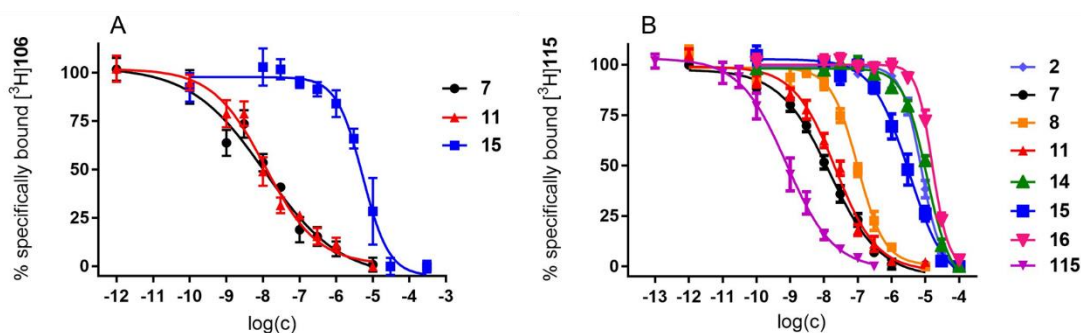 A
% specifically bound [³H]106
100
75
50
25
0
-12 -11 -10 -9 -8 -7 -6 -5 -4 -3
log(c)
7
11
15
B
% specifically bound [³H]115
100
75
50
25
0
-13 -12 -11 -10 -9 -8 -7 -6 -5 -4
log(c)
2
7
8
11
14
15
16
115